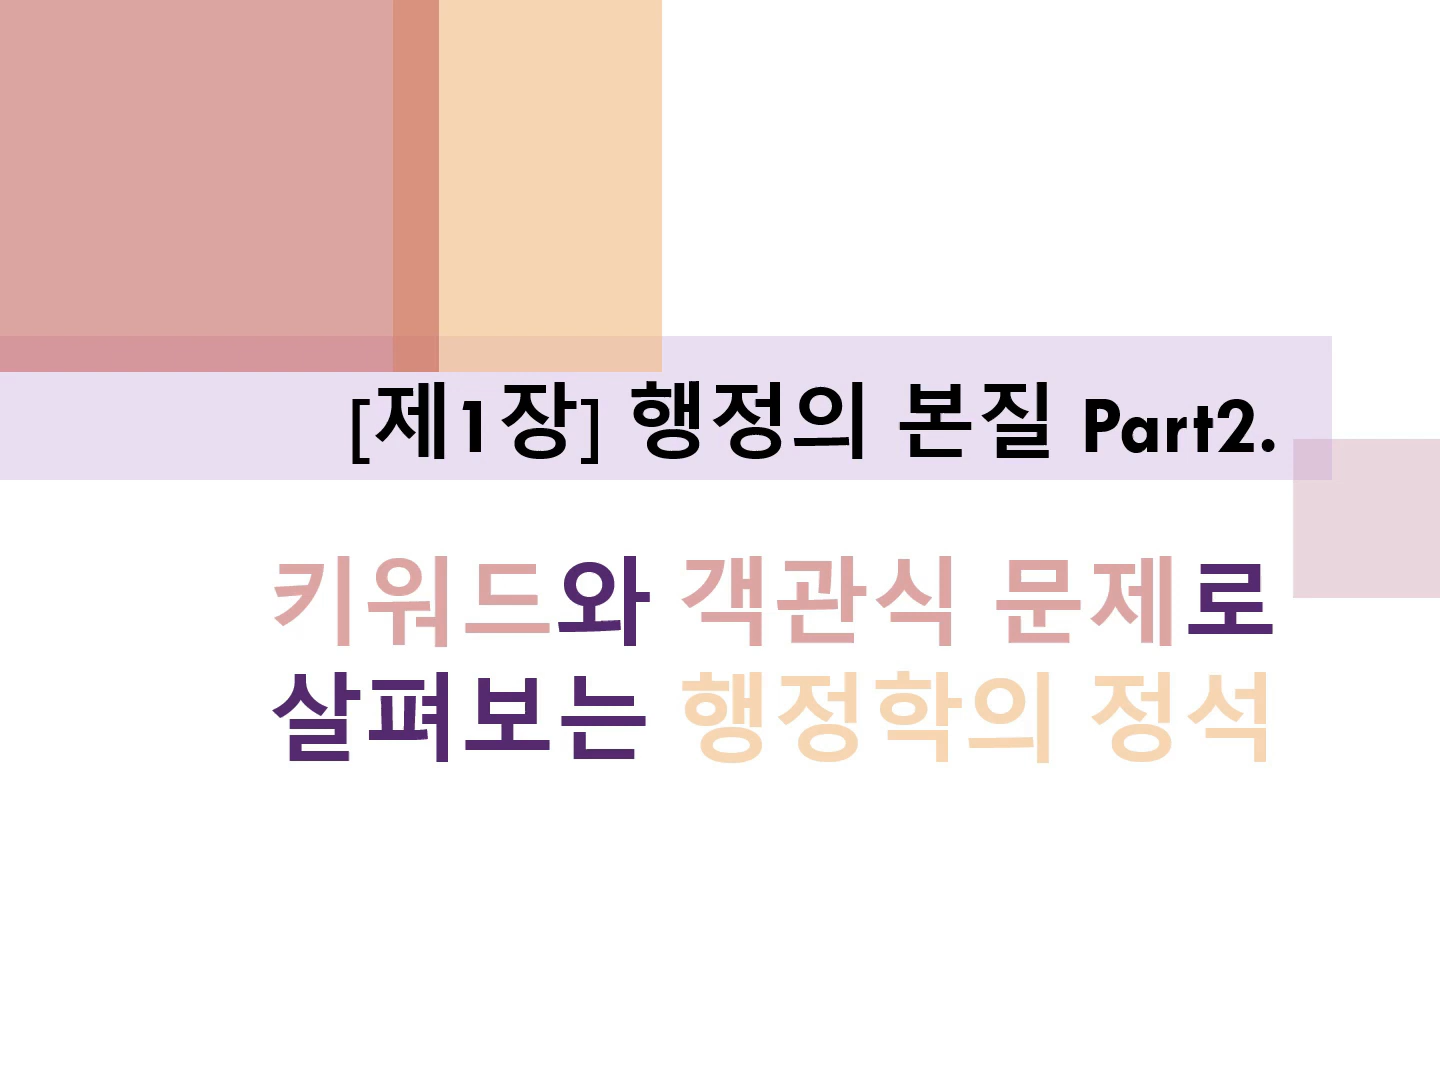 [제1장] 행정의 본질 Part2.
키워드와 객관식 문제로
살펴보는 행정학의 정석